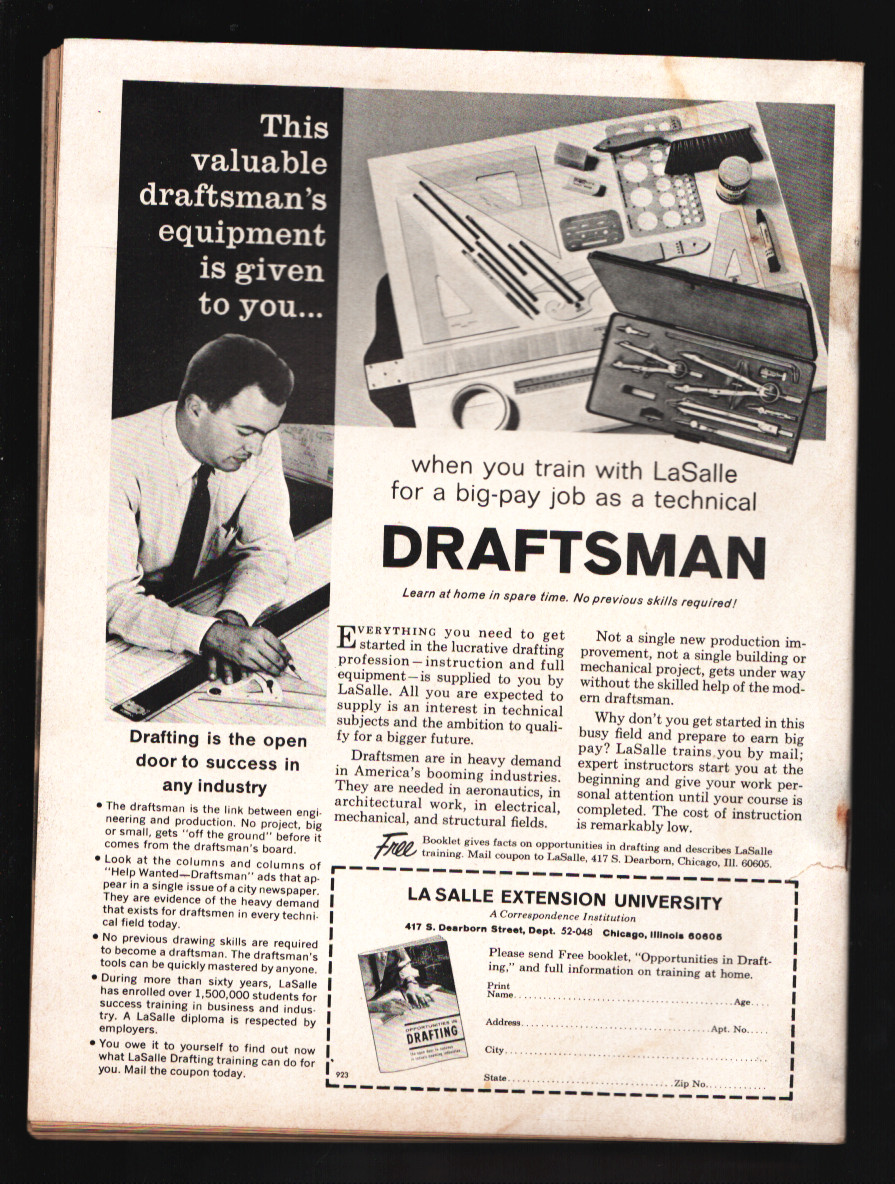 This
valuable
draftsman's
equipment
is given
to you...
when you train with LaSalle
for a big-pay job as a technical
DRAFTSMAN
Learn at home in spare time. No previous skills required!
Drafting is the open
door to success in
any industry
• The draftsman is the link between engi-
neering and production. No project, big
or small, gets "off the ground" before it
comes from the draftsman's board.
• Look at the columns and columns of
"Help Wanted—Draftsman" ads that ap-
pear in a single issue of a city newspaper.
They are evidence of the heavy demand
that exists for draftsmen in every techni-
cal field today.
• No previous drawing skills are required
to become a draftsman. The draftsman's
tools can be quickly mastered by anyone.
• During more than sixty years, LaSalle
has enrolled over 1,500,000 students for
success training in business and indus-
try. A LaSalle diploma is respected by
employers.
• You owe it to yourself to find out now
what LaSalle Drafting training can do for
you. Mail the coupon today.
EVERYTHING you need to get
started in the lucrative drafting
profession—instruction and full
equipment—is supplied to you by
LaSalle. All you are expected to
supply is an interest in technical
subjects and the ambition to quali-
fy for a bigger future.
Draftsmen are in heavy demand
in America's booming industries.
They are needed in aeronautics, in
architectural work, in electrical,
mechanical, and structural fields.
Not a single new production im-
provement, not a single building or
mechanical project, gets under way
without the skilled help of the mod-
ern draftsman.
Why don't you get started in this
busy field and prepare to earn big
pay? LaSalle trains you by mail;
expert instructors start you at the
beginning and give your work per-
sonal attention until your course is
completed. The cost of instruction
is remarkably low.
Free Booklet gives facts on opportunities in drafting and describes LaSalle
training. Mail coupon to LaSalle, 417 S. Dearborn, Chicago, Ill. 60605.
LA SALLE EXTENSION UNIVERSITY
A Correspondence Institution
417 S. Dearborn Street, Dept. 52-048 Chicago, Illinois 60605
Please send Free booklet, "Opportunities in Draft-
ing," and full information on training at home.
Print
Name.......................................................Age....
Address...............................................Apt. No.....
City................................................................
State........................................Zip No..............
OPPORTUNITIES IN
DRAFTING
923